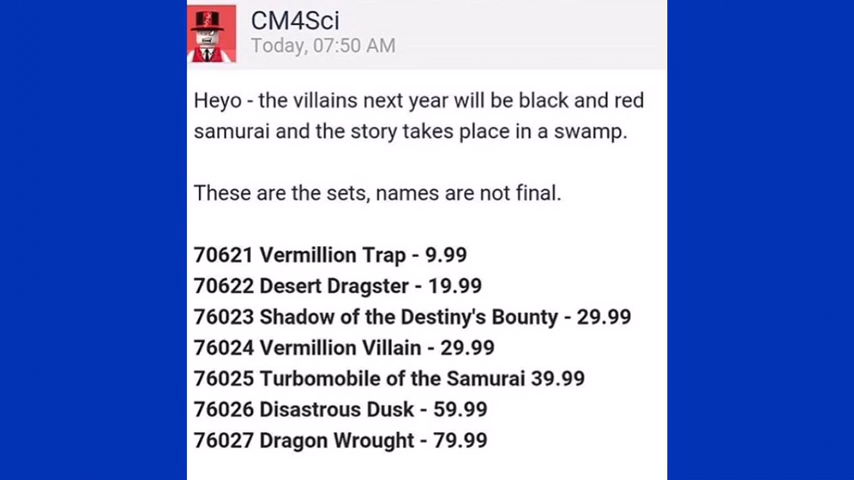 CM4Sci
Today, 07:50 AM
Heyo - the villains next year will be black and red
samurai and the story takes place in a swamp.
These are the sets, names are not final.
70621 Vermillion Trap - 9.99
70622 Desert Dragster - 19.99
76023 Shadow of the Destiny's Bounty - 29.99
76024 Vermillion Villain - 29.99
76025 Turbomobile of the Samurai 39.99
76026 Disastrous Dusk - 59.99
76027 Dragon Wrought - 79.99